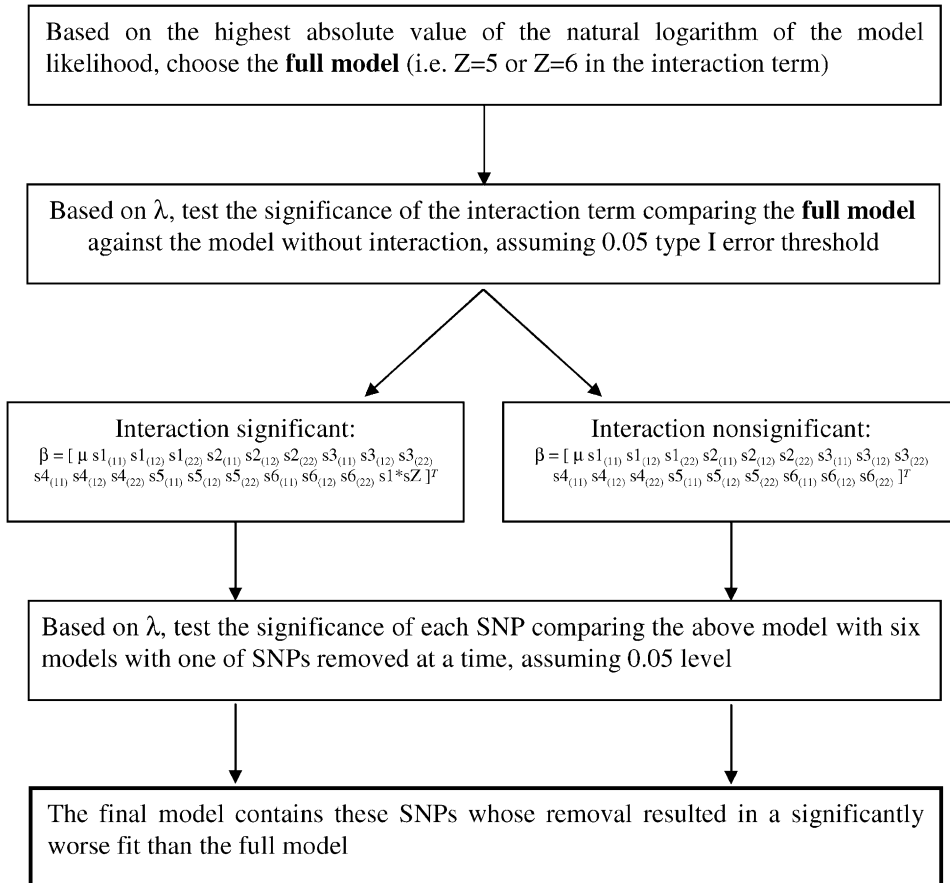 Based on the highest absolute value of the natural logarithm of the model
likelihood, choose the full model (i.e. Z=5 or Z=6 in the interaction term)
Based on λ, test the significance of the interaction term comparing the full model
against the model without interaction, assuming 0.05 type I error threshold
Interaction significant:
β = [ μ s1(11) s1(12) s1(22) s2(11) s2(12) s2(22) s3(11) s3(12) s3(22)
s4(11) s4(12) s4(22) s5(11) s5(12) s5(22) s6(11) s6(12) s6(22) s1*sZ ]T
Interaction nonsignificant:
β = [ μ s1(11) s1(12) s1(22) s2(11) s2(12) s2(22) s3(11) s3(12) s3(22)
s4(11) s4(12) s4(22) s5(11) s5(12) s5(22) s6(11) s6(12) s6(22) ]T
Based on λ, test the significance of each SNP comparing the above model with six
models with one of SNPs removed at a time, assuming 0.05 level
The final model contains these SNPs whose removal resulted in a significantly
worse fit than the full model